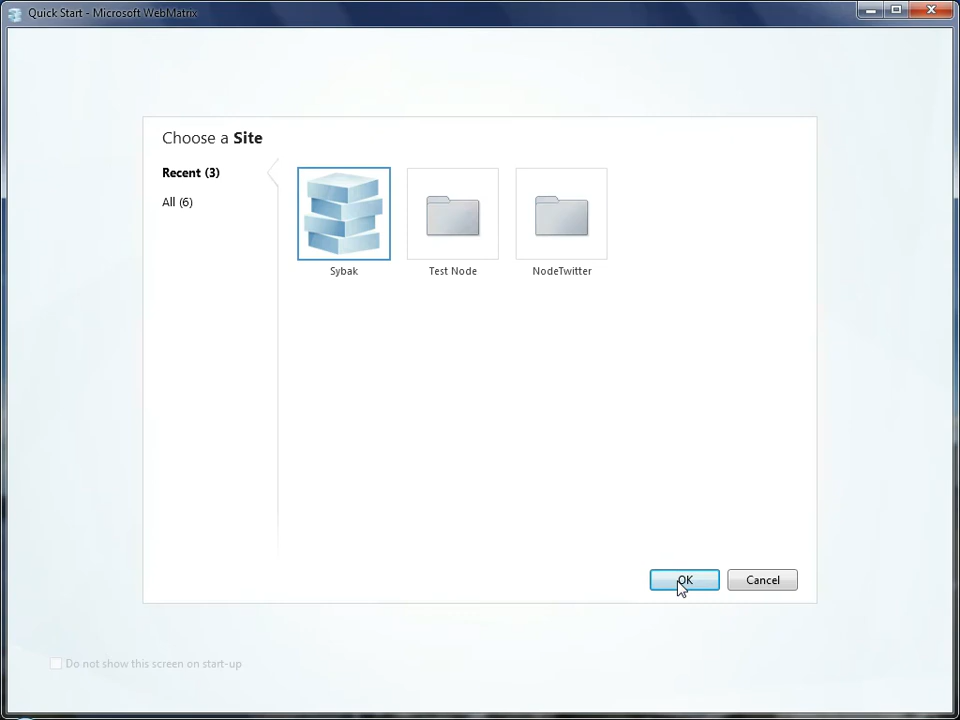 Quick Start - Microsoft WebMatrix
Choose a Site
Recent (3)
All (6)
Sybak
Test Node
NodeTwitter
OK
Cancel
Do not show this screen on start-up